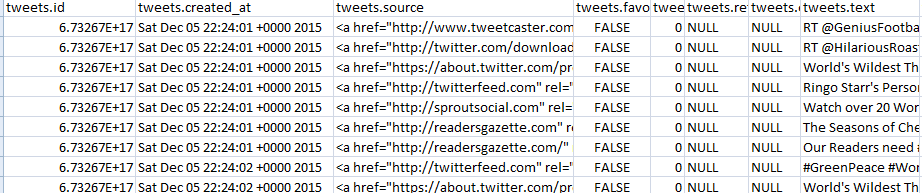 tweets.id tweets.created_at tweets.source tweets.favo twee tweets.re tweets. tweets.text
6.73267E+17 Sat Dec 05 22:24:01 +0000 2015 <a href="http://www.tweetcaster.com FALSE 0 NULL NULL RT @GeniusFootba
6.73267E+17 Sat Dec 05 22:24:01 +0000 2015 <a href="http://twitter.com/download FALSE 0 NULL NULL RT @HilariousRoast
6.73267E+17 Sat Dec 05 22:24:01 +0000 2015 <a href="https://about.twitter.com/pr FALSE 0 NULL NULL World's Wildest Th
6.73267E+17 Sat Dec 05 22:24:01 +0000 2015 <a href="http://twitterfeed.com" rel=" FALSE 0 NULL NULL Ringo Starr's Person
6.73267E+17 Sat Dec 05 22:24:01 +0000 2015 <a href="http://sproutsocial.com" rel= FALSE 0 NULL NULL Watch over 20 Wor
6.73267E+17 Sat Dec 05 22:24:01 +0000 2015 <a href="http://readersgazette.com" re FALSE 0 NULL NULL The Seasons of Che
6.73267E+17 Sat Dec 05 22:24:01 +0000 2015 <a href="http://readersgazette.com/" FALSE 0 NULL NULL Our Readers need #
6.73267E+17 Sat Dec 05 22:24:02 +0000 2015 <a href="http://twitterfeed.com" rel=" FALSE 0 NULL NULL #GreenPeace #Wo
6.73267E+17 Sat Dec 05 22:24:02 +0000 2015 <a href="https://about.twitter.com/pr FALSE 0 NULL NULL World's Wildest Th